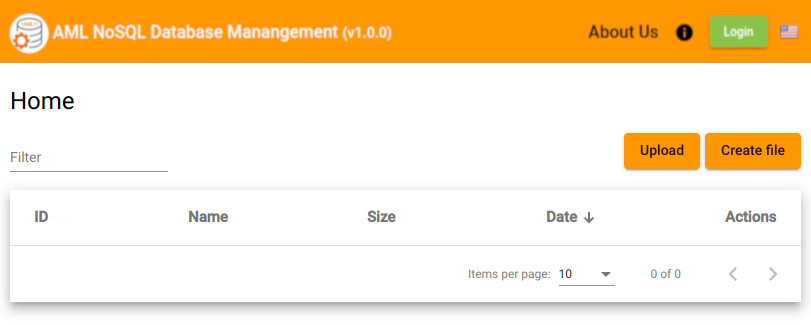 AML NoSQL Database Manangement (v1.0.0)
About Us
Login
Home
Filter
Upload
Create file
ID Name Size Date Actions
Items per page: 10 0 of 0